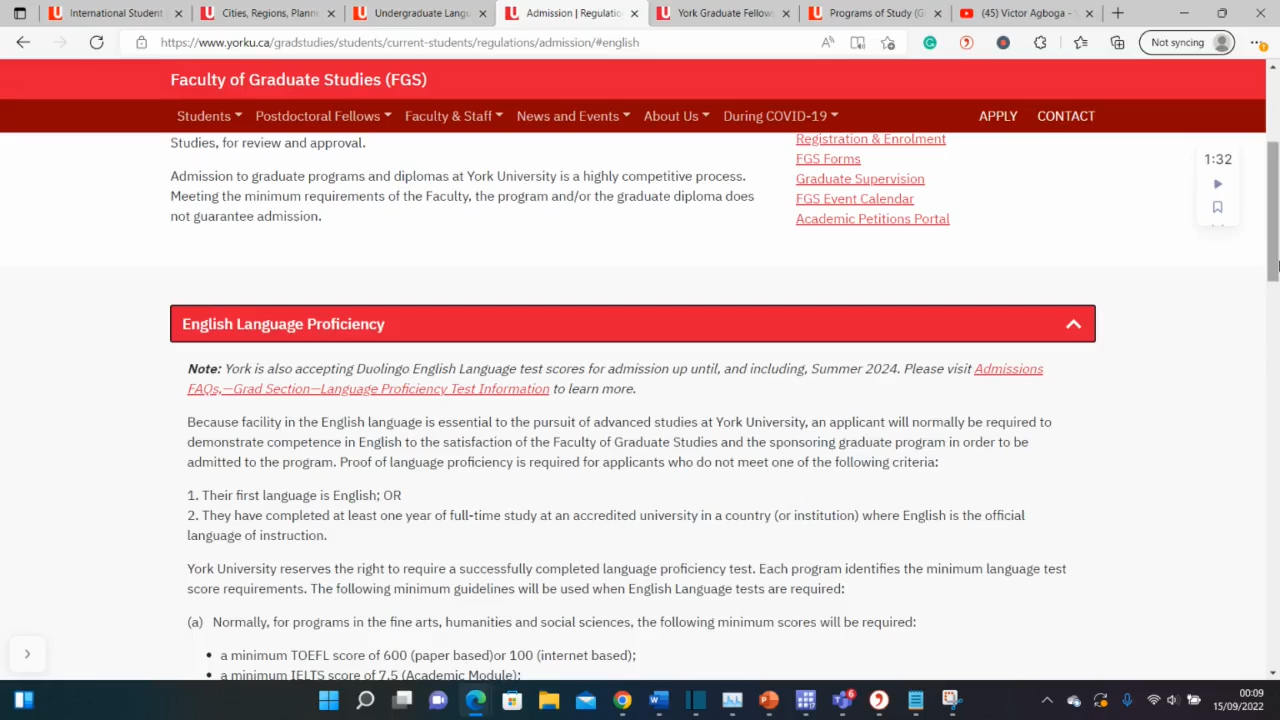 International Student
Cities, Regions, Planne
Undergraduate Langu
Admission | Regulatio
York Graduate Fellow
Programs of Study (G
(45) Victor Agboga -
https://www.yorku.ca/gradstudies/students/current-students/regulations/admission/#english
Not syncing
Faculty of Graduate Studies (FGS)
Students
Postdoctoral Fellows
Faculty & Staff
News and Events
About Us
During COVID-19
APPLY
CONTACT
Studies, for review and approval.
Admission to graduate programs and diplomas at York University is a highly competitive process.
Meeting the minimum requirements of the Faculty, the program and/or the graduate diploma does
not guarantee admission.
Registration & Enrolment
FGS Forms
Graduate Supervision
FGS Event Calendar
Academic Petitions Portal
1:32
English Language Proficiency
Note: York is also accepting Duolingo English Language test scores for admission up until, and including, Summer 2024. Please visit Admissions
FAQs,—Grad Section—Language Proficiency Test Information to learn more.
Because facility in the English language is essential to the pursuit of advanced studies at York University, an applicant will normally be required to
demonstrate competence in English to the satisfaction of the Faculty of Graduate Studies and the sponsoring graduate program in order to be
admitted to the program. Proof of language proficiency is required for applicants who do not meet one of the following criteria:
1. Their first language is English; OR
2. They have completed at least one year of full-time study at an accredited university in a country (or institution) where English is the official
language of instruction.
York University reserves the right to require a successfully completed language proficiency test. Each program identifies the minimum language test
score requirements. The following minimum guidelines will be used when English Language tests are required:
(a) Normally, for programs in the fine arts, humanities and social sciences, the following minimum scores will be required:
• a minimum TOEFL score of 600 (paper based)or 100 (internet based);
• a minimum IELTS score of 7.5 (Academic Module);
6
00:09
15/09/2022